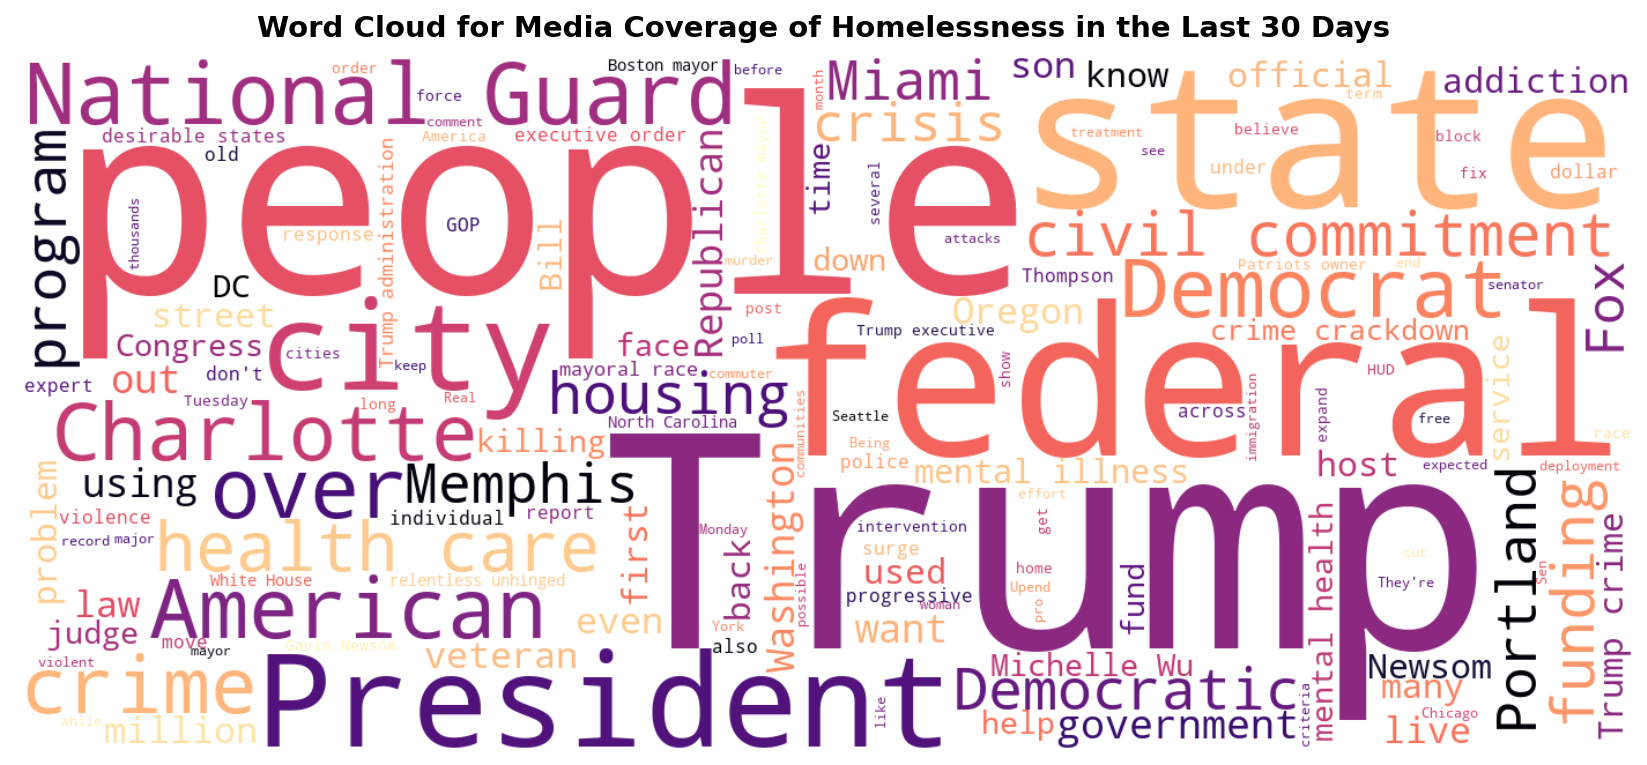 Word Cloud for Media Coverage of Homelessness in the Last 30 Days
National Guard
order
force
Boston mayor
before
comment
month
Miami
son
know
official
term
addiction
crisis
state
treatment
believe
see
under
block
fix
dollar
desirable states
old
America
executive order
program
people
thousands
response
GOP
Trump administration
Bill
Republican
Charlotte mayor
murder
time
several
down
attacks
civil commitment
Thompson
Democrat
Patriots owner
end
senator
Fox
DC
street
city
cities
Congress
face
post
poll
Trump executive
Oregon
crime crackdown
federal
expert
out
don't
keep
mayoral race
commuter
housing
Tuesday
long
Real
North Carolina
Seattle
show
across
HUD
immigration
expand
free
service
race
Charlotte
killing
Trump
communities
Being
police
mental illness
host
expected
deployment
problem
using
over
Memphis
individual
report
violence
record
major
health care
first
Monday
back
Washington
possible
effort
get
intervention
surge
used
home
Upend
progressive
woman
pro
fund
want
mental health
They're
cut
Sen
Portland
funding
Trump crime
White House
relentless unhinged
law
judge
American
even
York
also
move
mayor
Gavin Newsom
veteran
violent
crime
President
while
million
like
Michelle Wu
Democratic
criteria
help
government
Newsom
many
Chicago
live